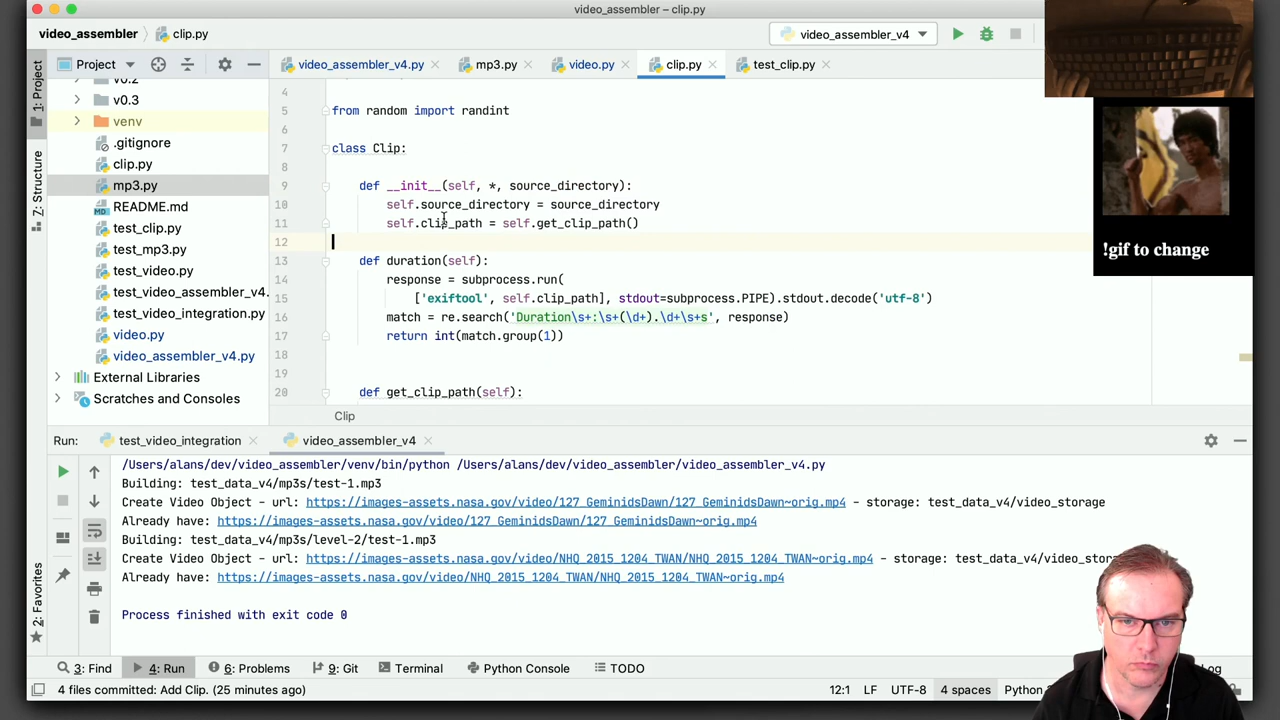 video_assembler – clip.py
video_assembler
clip.py
video_assembler_v4
Project
video_assembler_v4.py
mp3.py
video.py
clip.py
test_clip.py
1: Project
Z: Structure
2: Favorites
v0.2
v0.3
venv
.gitignore
clip.py
mp3.py
README.md
test_clip.py
test_mp3.py
test_video.py
test_video_assembler_v4.
test_video_integration.py
video.py
video_assembler_v4.py
External Libraries
Scratches and Consoles
4
5 from random import randint
6
7 class Clip:
8
9 def __init__(self, *, source_directory):
10 self.source_directory = source_directory
11 self.clip_path = self.get_clip_path()
12
13 def duration(self):
14 response = subprocess.run(
15 ['exiftool', self.clip_path], stdout=subprocess.PIPE).stdout.decode('utf-8')
16 match = re.search('Duration\s+:\s+(\d+).\d+\s+s', response)
17 return int(match.group(1))
18
19
20 def get_clip_path(self):
Clip
!gif to change
Run:
test_video_integration
video_assembler_v4
/Users/alans/dev/video_assembler/venv/bin/python /Users/alans/dev/video_assembler/video_assembler_v4.py
Building: test_data_v4/mp3s/test-1.mp3
Create Video Object - url: https://images-assets.nasa.gov/video/127_GeminidsDawn/127_GeminidsDawn~orig.mp4 - storage: test_data_v4/video_storage
Already have: https://images-assets.nasa.gov/video/127_GeminidsDawn/127_GeminidsDawn~orig.mp4
Building: test_data_v4/mp3s/level-2/test-1.mp3
Create Video Object - url: https://images-assets.nasa.gov/video/NHQ_2015_1204_TWAN/NHQ_2015_1204_TWAN~orig.mp4 - storage: test_data_v4/video_stor
Already have: https://images-assets.nasa.gov/video/NHQ_2015_1204_TWAN/NHQ_2015_1204_TWAN~orig.mp4
Process finished with exit code 0
3: Find
4: Run
6: Problems
9: Git
Terminal
Python Console
TODO
Log
4 files committed: Add Clip. (25 minutes ago)
12:1
LF
UTF-8
4 spaces
Python